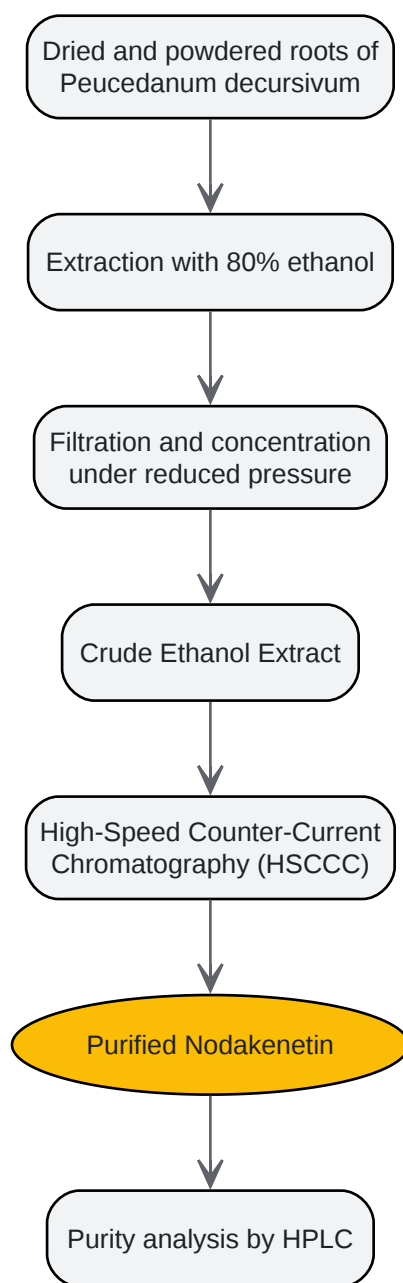 Dried and powdered roots of
Peucedanum decursivum
Extraction with 80% ethanol
Filtration and concentration
under reduced pressure
Crude Ethanol Extract
High-Speed Counter-Current
Chromatography (HSCCC)
Purified Nodakenetin
Purity analysis by HPLC